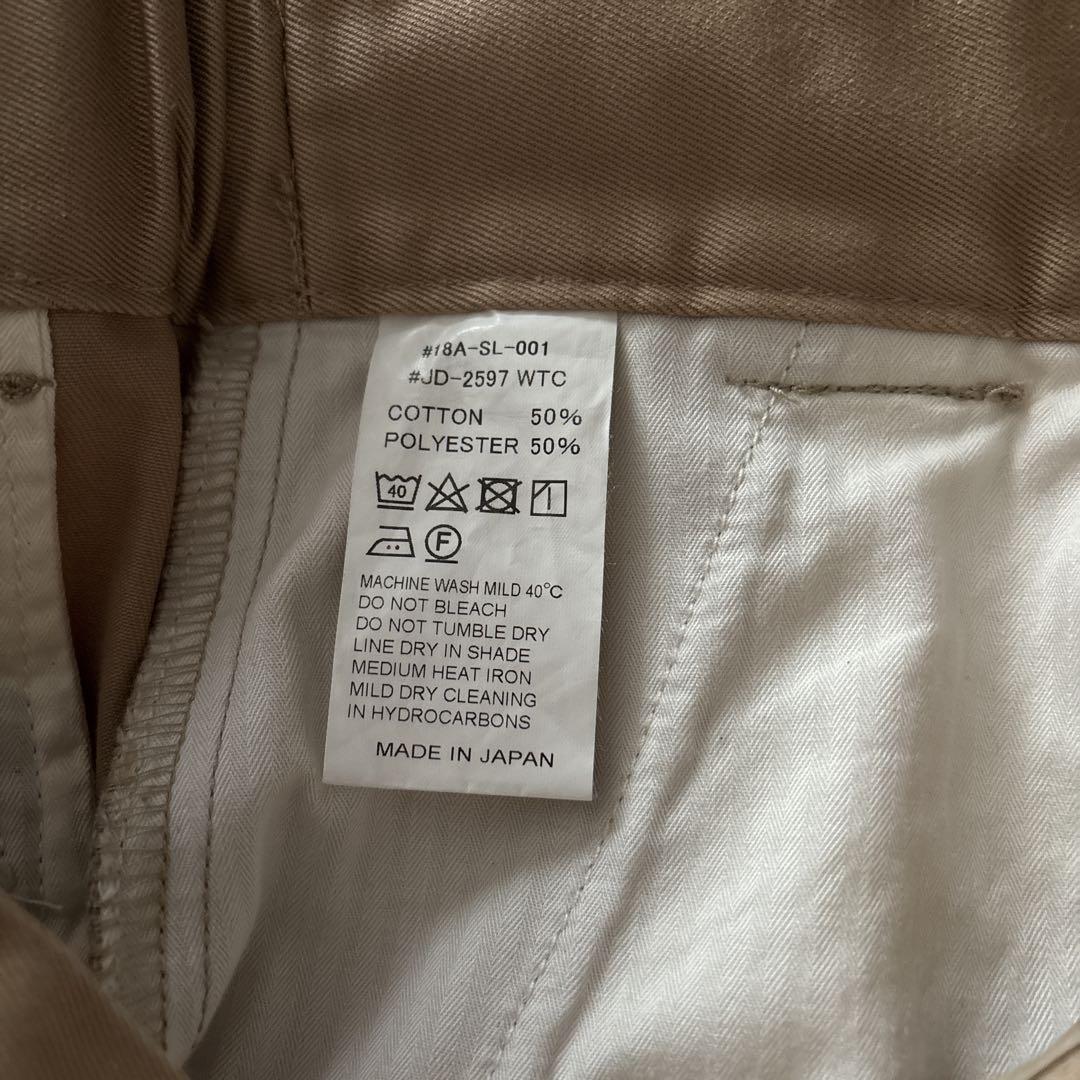 #18A-SL-001
#JD-2597 WTC
COTTON 50%
POLYESTER 50%
40
F
MACHINE WASH MILD 40°C
DO NOT BLEACH
DO NOT TUMBLE DRY
LINE DRY IN SHADE
MEDIUM HEAT IRON
MILD DRY CLEANING
IN HYDROCARBONS
MADE IN JAPAN